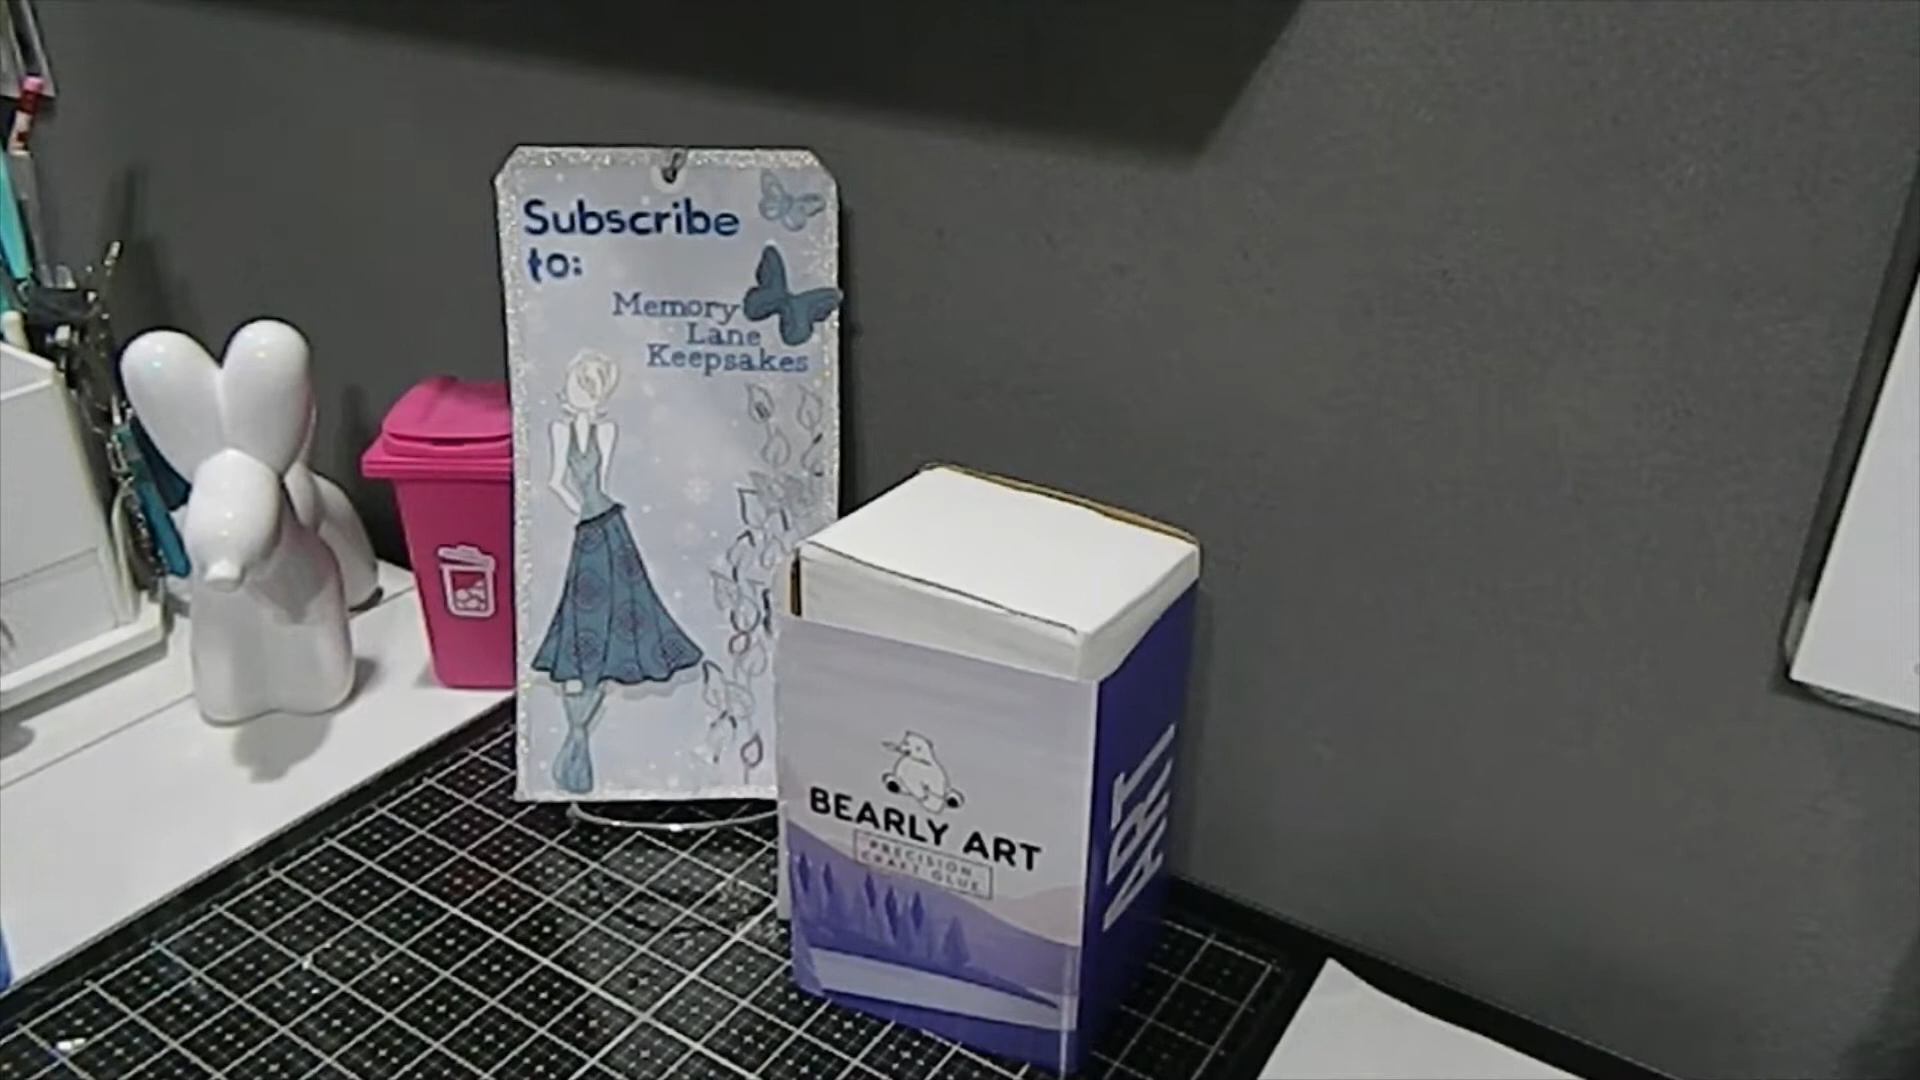 Subscribe
to:
Memory
Lane
Keepsakes
BEARLY ART
PRECISION
CRAFT GLUE
ART